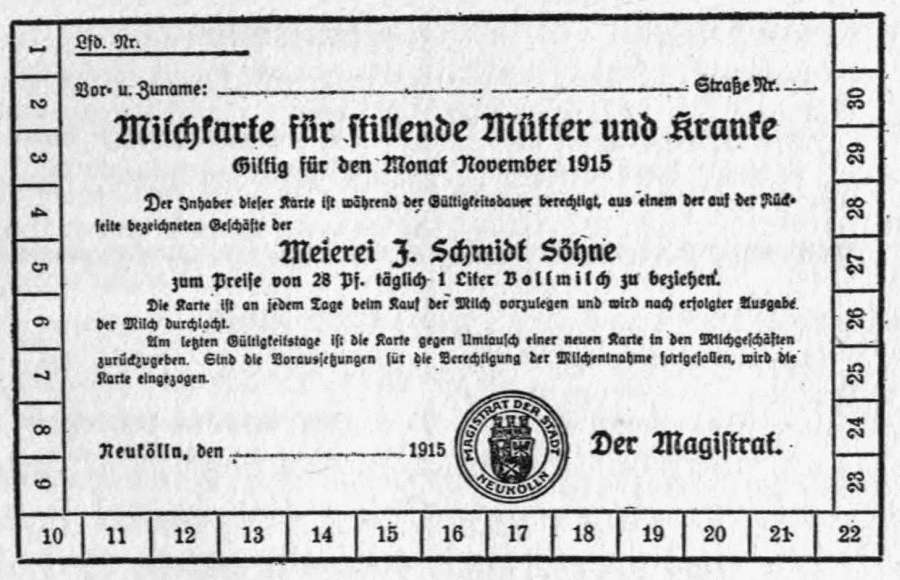 Lfd. Nr.
Vor- u. Zuname: Straße Nr.
Milchkarte für stillende Mütter und Kranke
Giltig für den Monat November 1915
Der Inhaber dieser Karte ist während der Gültigkeitsdauer berechtigt, aus einem der auf der Rück-
seite bezeichneten Geschäfte der
Meierei J. Schmidt Söhne
zum Preise von 28 Pf. täglich 1 Liter Vollmilch zu beziehen.
Die Karte ist an jedem Tage beim Kauf der Milch vorzulegen und wird nach erfolgter Ausgabe
der Milch durchlocht.
Am letzten Gültigkeitstage ist die Karte gegen Umtausch einer neuen Karte in den Milchgeschäften
zurückzugeben. Sind die Voraussetzungen für die Berechtigung der Milchentnahme fortgefallen, wird die
Karte eingezogen.
Neukölln, den 1915
MAGISTRAT DER STADT
NEUKÖLLN
Der Magistrat.
1
2
3
4
5
6
7
8
9
10 11 12 13 14 15 16 17 18 19 20 21 22
23
24
25
26
27
28
29
30